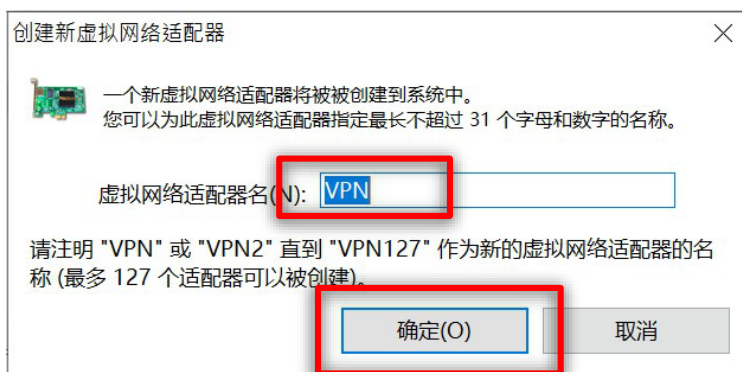 创建新虚拟网络适配器
一个新虚拟网络适配器将被被创建到系统中。
您可以为此虚拟网络适配器指定最长不超过 31 个字母和数字的名称。
虚拟网络适配器名(N): VPN
请注明 "VPN" 或 "VPN2" 直到 "VPN127" 作为新的虚拟网络适配器的名
称 (最多 127 个适配器可以被创建)。
确定(O) 取消